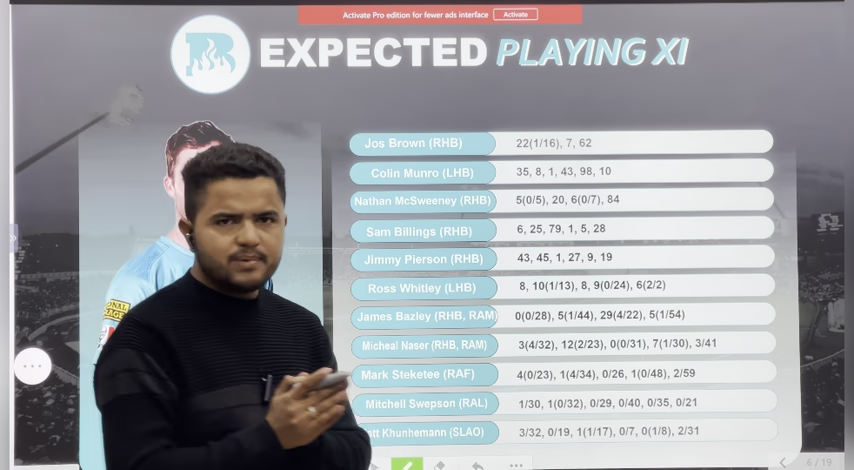 Activate Pro edition for fewer ads interface Activate
EXPECTED PLAYING XI
Jos Brown (RHB) 22(1/16), 7, 62
Colin Munro (LHB) 35, 8, 1, 43, 98, 10
Nathan McSweeney (RHB) 5(0/5), 20, 6(0/7), 84
Sam Billings (RHB) 6, 25, 79, 1, 5, 28
Jimmy Pierson (RHB) 43, 45, 1, 27, 9, 19
Ross Whitley (LHB) 8, 10(1/13), 8, 9(0/24), 6(2/2)
James Bazley (RHB, RAM) 0(0/28), 5(1/44), 29(4/22), 5(1/54)
Micheal Naser (RHB, RAM) 3(4/32), 12(2/23), 0(0/31), 7(1/30), 3/41
Mark Steketee (RAF) 4(0/23), 1(4/34), 0/26, 1(0/48), 2/59
Mitchell Swepson (RAL) 1/30, 1(0/32), 0/29, 0/40, 0/35, 0/21
Khunhemann (SLAO) 3/32, 0/19, 1(1/17), 0/7, 0(1/8), 2/31
6 / 19